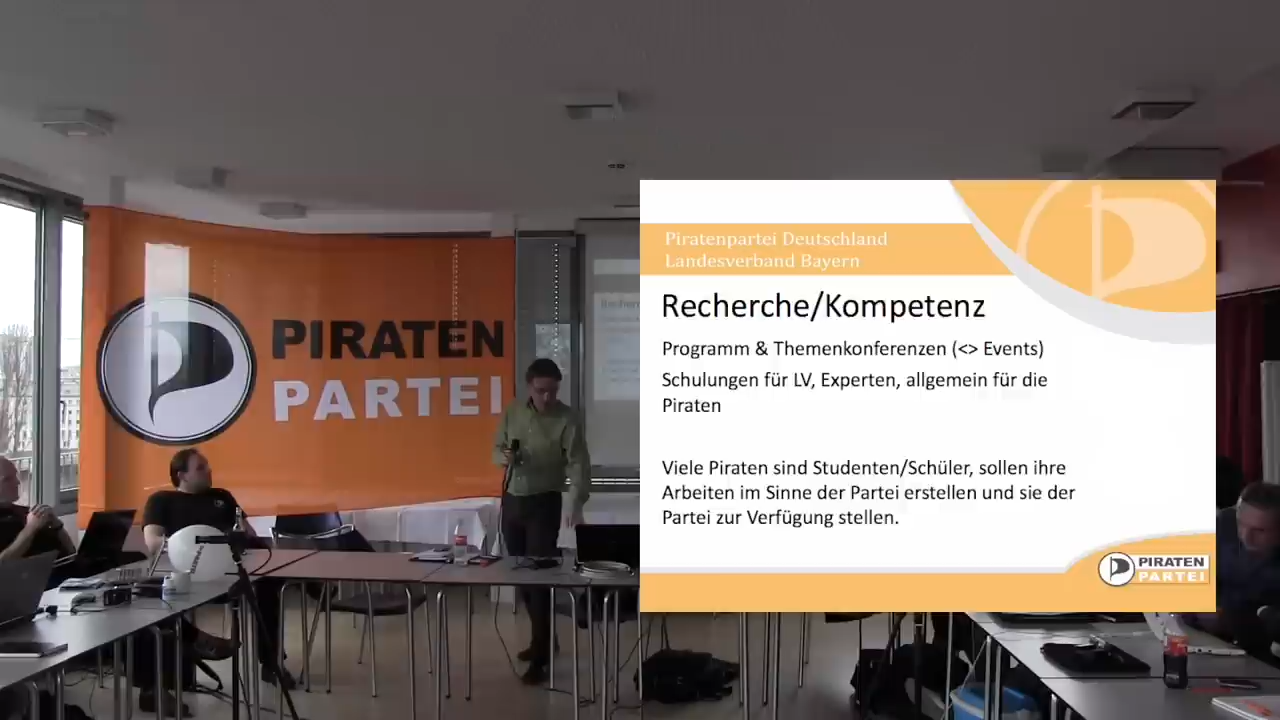 PIRATEN
PARTEI
Piratenpartei Deutschland
Landesverband Bayern
Recherche/Kompetenz
Programm & Themenkonferenzen (<> Events)
Schulungen für LV, Experten, allgemein für die
Piraten
Viele Piraten sind Studenten/Schüler, sollen ihre
Arbeiten im Sinne der Partei erstellen und sie der
Partei zur Verfügung stellen.
PIRATEN
PARTEI